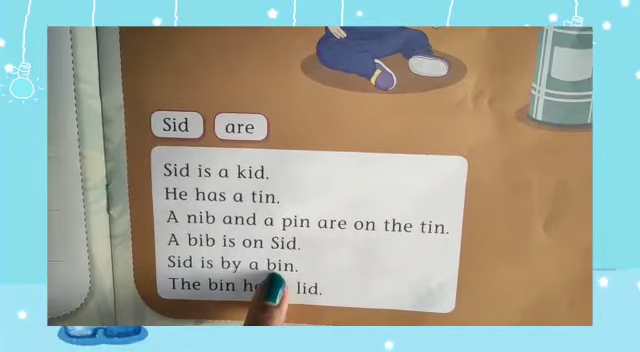 Sid are
Sid is a kid.
He has a tin.
A nib and a pin are on the tin.
A bib is on Sid.
Sid is by a bin.
The bin lid.